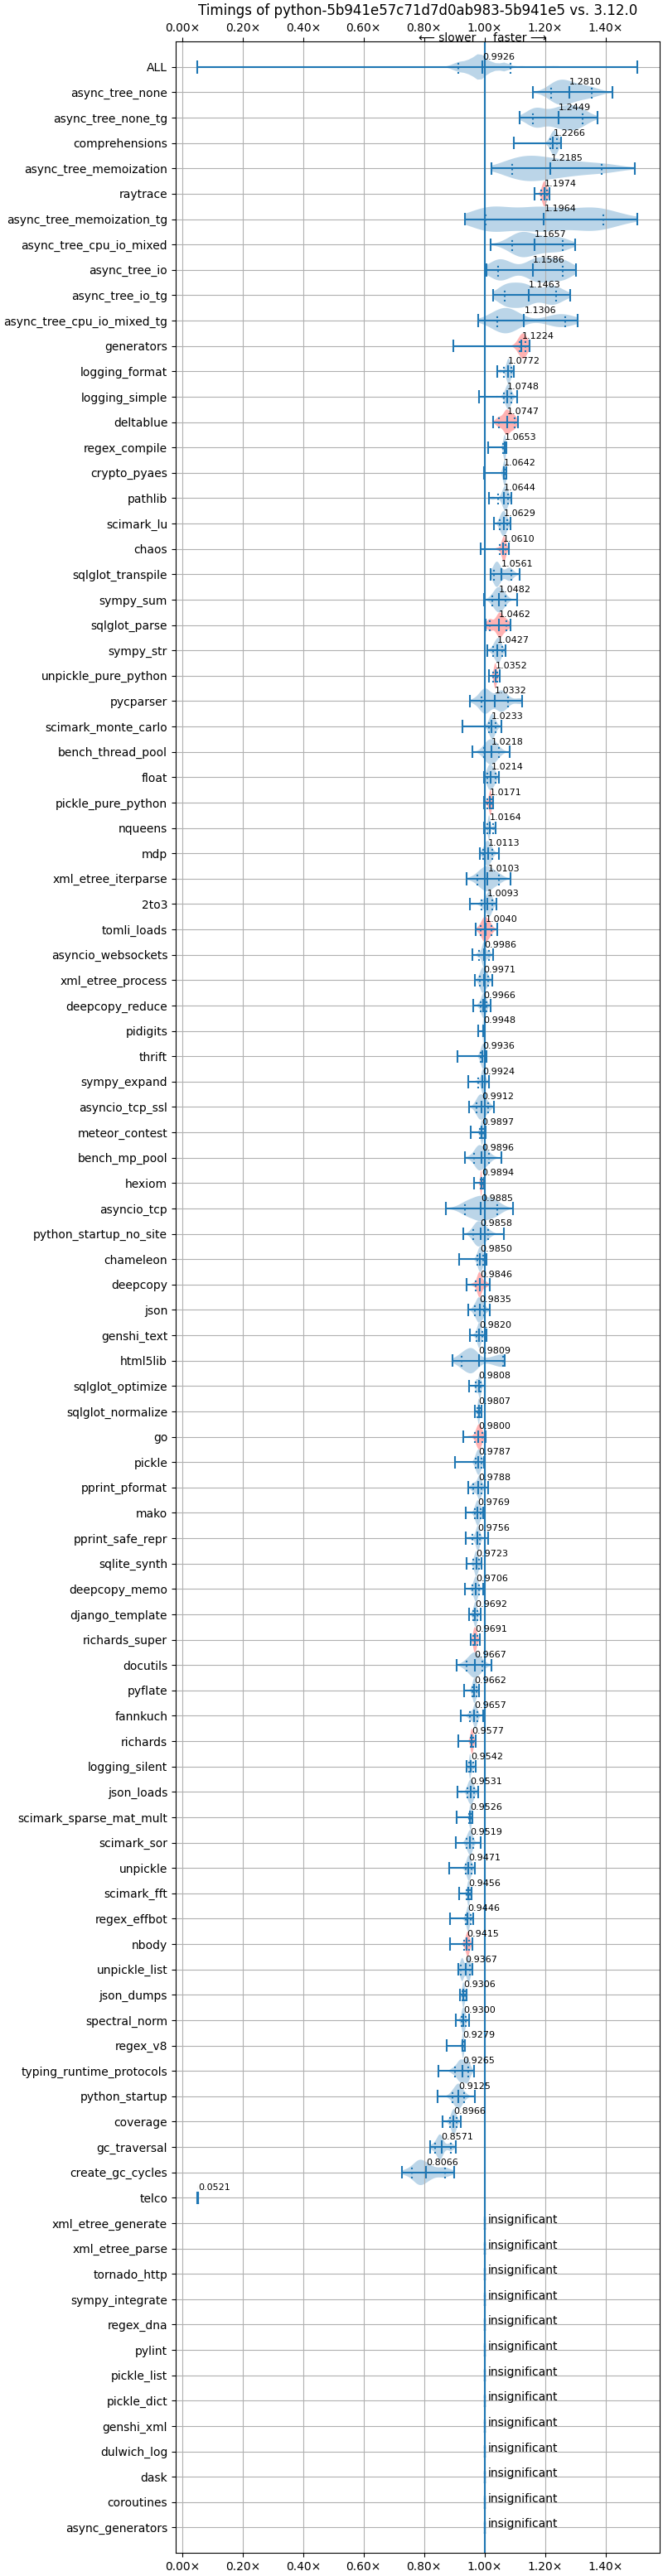 Timings of python-5b941e57c71d7d0ab983-5b941e5 vs. 3.12.0
0.00× 0.20× 0.40× 0.60× 0.80× 1.00× 1.20× 1.40×
⟵ slower faster ⟶
ALL 0.9926
async_tree_none 1.2810
async_tree_none_tg 1.2449
comprehensions 1.2266
async_tree_memoization 1.2185
raytrace 1.1974
async_tree_memoization_tg 1.1964
async_tree_cpu_io_mixed 1.1657
async_tree_io 1.1586
async_tree_io_tg 1.1463
async_tree_cpu_io_mixed_tg 1.1306
generators 1.1224
logging_format 1.0772
logging_simple 1.0748
deltablue 1.0747
regex_compile 1.0653
crypto_pyaes 1.0642
pathlib 1.0644
scimark_lu 1.0629
chaos 1.0610
sqlglot_transpile 1.0561
sympy_sum 1.0482
sqlglot_parse 1.0462
sympy_str 1.0427
unpickle_pure_python 1.0352
pycparser 1.0332
scimark_monte_carlo 1.0233
bench_thread_pool 1.0218
float 1.0214
pickle_pure_python 1.0171
nqueens 1.0164
mdp 1.0113
xml_etree_iterparse 1.0103
2to3 1.0093
tomli_loads 1.0040
asyncio_websockets 0.9986
xml_etree_process 0.9971
deepcopy_reduce 0.9966
pidigits 0.9948
thrift 0.9936
sympy_expand 0.9924
asyncio_tcp_ssl 0.9912
meteor_contest 0.9897
bench_mp_pool 0.9896
hexiom 0.9894
asyncio_tcp 0.9885
python_startup_no_site 0.9858
chameleon 0.9850
deepcopy 0.9846
json 0.9835
genshi_text 0.9820
html5lib 0.9809
sqlglot_optimize 0.9808
sqlglot_normalize 0.9807
go 0.9800
pickle 0.9787
pprint_pformat 0.9788
mako 0.9769
pprint_safe_repr 0.9756
sqlite_synth 0.9723
deepcopy_memo 0.9706
django_template 0.9692
richards_super 0.9691
docutils 0.9667
pyflate 0.9662
fannkuch 0.9657
richards 0.9577
logging_silent 0.9542
json_loads 0.9531
scimark_sparse_mat_mult 0.9526
scimark_sor 0.9519
unpickle 0.9471
scimark_fft 0.9456
regex_effbot 0.9446
nbody 0.9415
unpickle_list 0.9367
json_dumps 0.9306
spectral_norm 0.9300
regex_v8 0.9279
typing_runtime_protocols 0.9265
python_startup 0.9125
coverage 0.8966
gc_traversal 0.8571
create_gc_cycles 0.8066
telco 0.0521
xml_etree_generate insignificant
xml_etree_parse insignificant
tornado_http insignificant
sympy_integrate insignificant
regex_dna insignificant
pylint insignificant
pickle_list insignificant
pickle_dict insignificant
genshi_xml insignificant
dulwich_log insignificant
dask insignificant
coroutines insignificant
async_generators insignificant
0.00× 0.20× 0.40× 0.60× 0.80× 1.00× 1.20× 1.40×